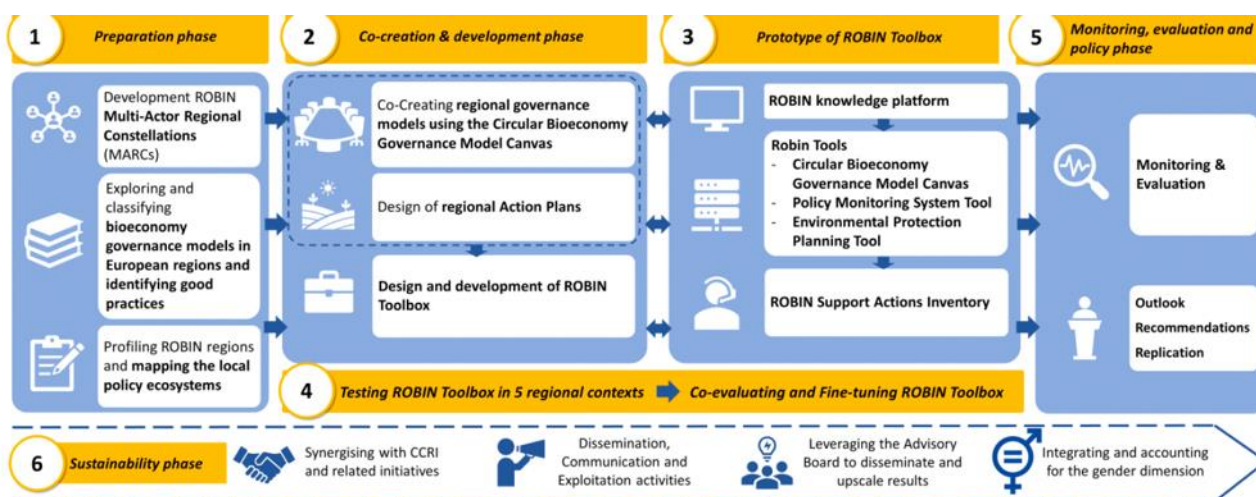 1
Preparation phase
Development ROBIN
Multi-Actor Regional
Constellations
(MARCs)
Exploring and
classifying
bioeconomy
governance models in
European regions and
identifying good
practices
Profiling ROBIN regions
and mapping the local
policy ecosystems
2
Co-creation & development phase
Co-Creating regional governance
models using the Circular Bioeconomy
Governance Model Canvas
Design of regional Action Plans
Design and development of ROBIN
Toolbox
3
Prototype of ROBIN Toolbox
ROBIN knowledge platform
Robin Tools
- Circular Bioeconomy
Governance Model Canvas
- Policy Monitoring System Tool
- Environmental Protection
Planning Tool
ROBIN Support Actions Inventory
4
Testing ROBIN Toolbox in 5 regional contexts
Co-evaluating and Fine-tuning ROBIN Toolbox
5
Monitoring, evaluation and
policy phase
Monitoring &
Evaluation
Outlook
Recommendations
Replication
6
Sustainability phase
Synergising with CCRI
and related initiatives
Dissemination,
Communication and
Exploitation activities
Leveraging the Advisory
Board to disseminate and
upscale results
Integrating and accounting
for the gender dimension